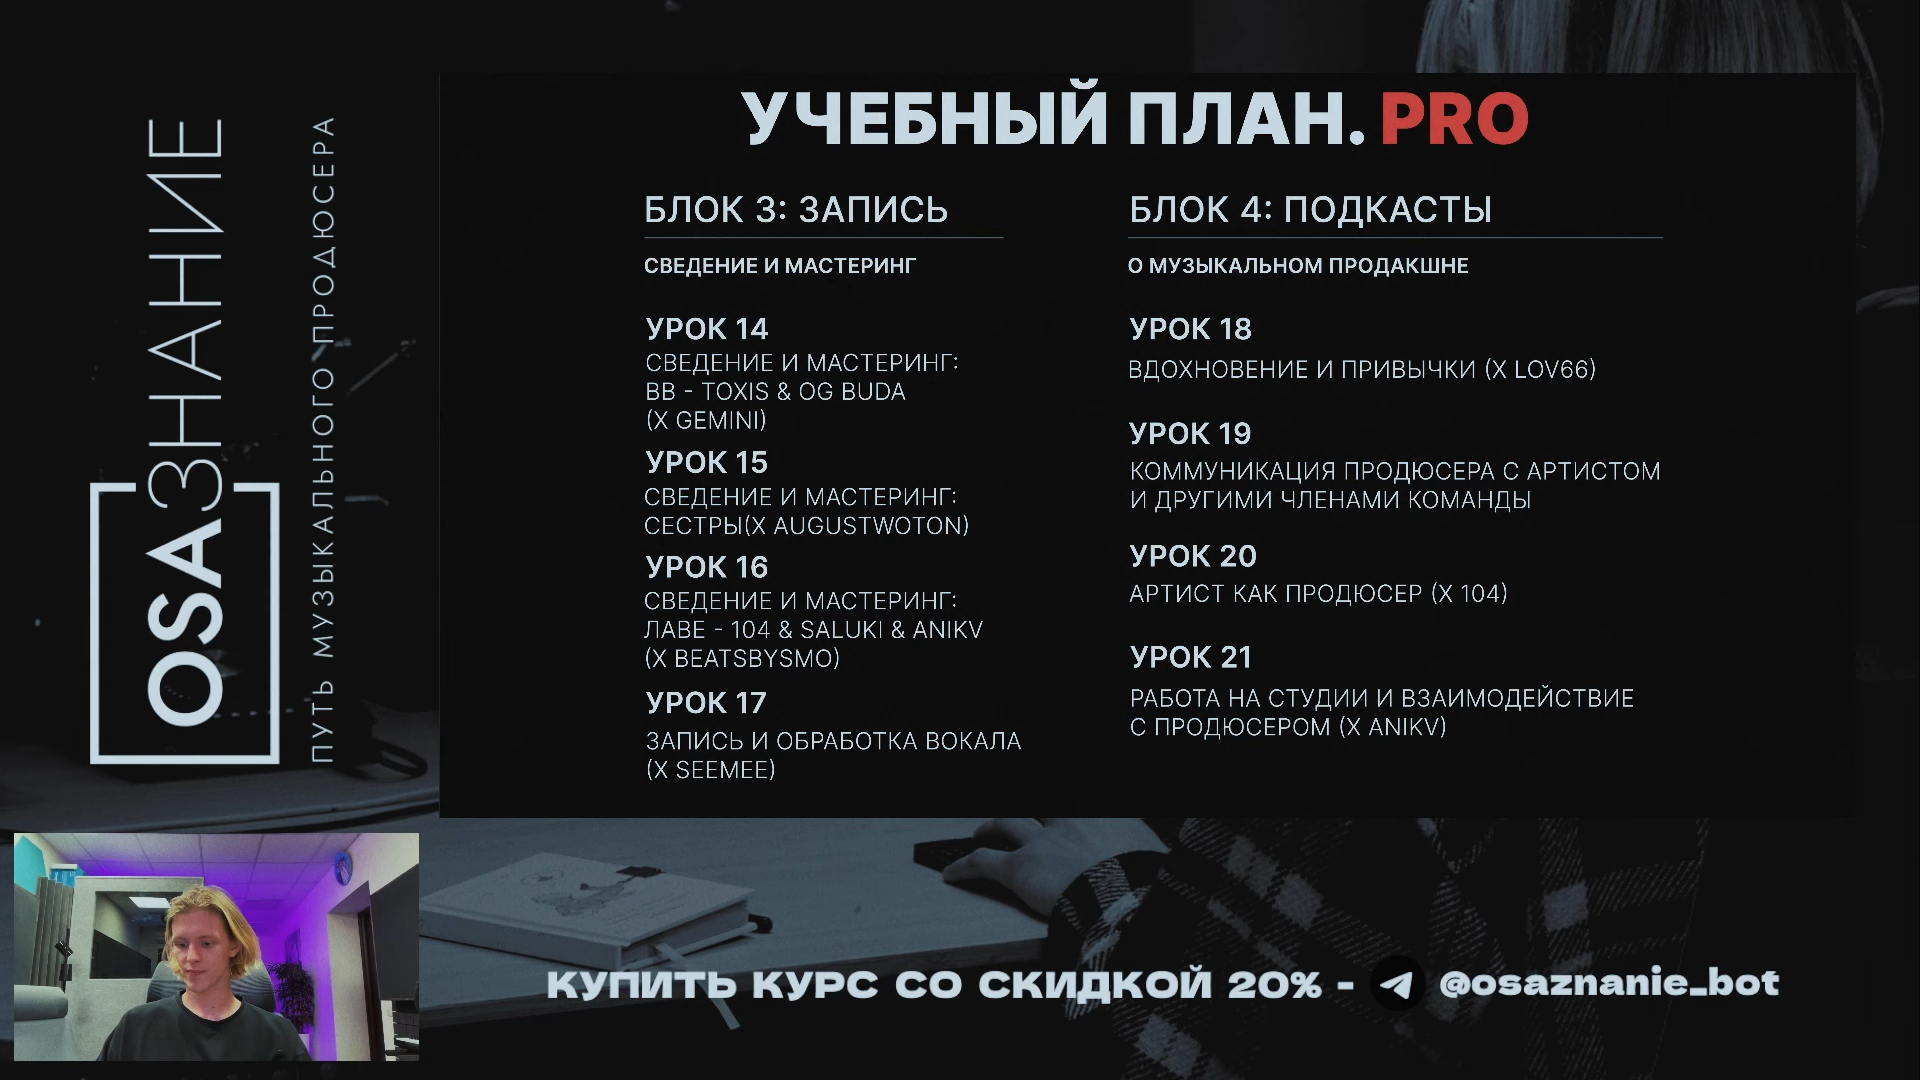 OSAЗНАНИЕ
ПУТЬ МУЗЫКАЛЬНОГО ПРОДЮСЕРА
УЧЕБНЫЙ ПЛАН. PRO
БЛОК 3: ЗАПИСЬ
СВЕДЕНИЕ И МАСТЕРИНГ
УРОК 14
СВЕДЕНИЕ И МАСТЕРИНГ:
BB - TOXIS & OG BUDA
(X GEMINI)
УРОК 15
СВЕДЕНИЕ И МАСТЕРИНГ:
СЕСТРЫ(X AUGUSTWOTON)
УРОК 16
СВЕДЕНИЕ И МАСТЕРИНГ:
ЛАВЕ - 104 & SALUKI & ANIKV
(X BEATSBYSMO)
УРОК 17
ЗАПИСЬ И ОБРАБОТКА ВОКАЛА
(X SEEMEE)
БЛОК 4: ПОДКАСТЫ
О МУЗЫКАЛЬНОМ ПРОДАКШНЕ
УРОК 18
ВДОХНОВЕНИЕ И ПРИВЫЧКИ (X LOV66)
УРОК 19
КОММУНИКАЦИЯ ПРОДЮСЕРА С АРТИСТОМ
И ДРУГИМИ ЧЛЕНАМИ КОМАНДЫ
УРОК 20
АРТИСТ КАК ПРОДЮСЕР (X 104)
УРОК 21
РАБОТА НА СТУДИИ И ВЗАИМОДЕЙСТВИЕ
С ПРОДЮСЕРОМ (X ANIKV)
КУПИТЬ КУРС СО СКИДКОЙ 20% - @osaznanie_bot